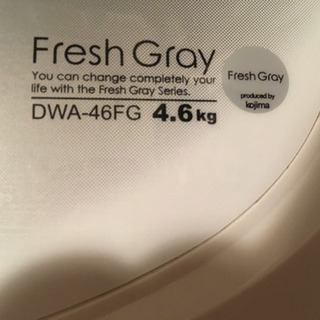 Fresh Gray
You can change completely your
life with the Fresh Gray Series.
DWA-46FG 4.6kg
Fresh Gray
produced by
kojima